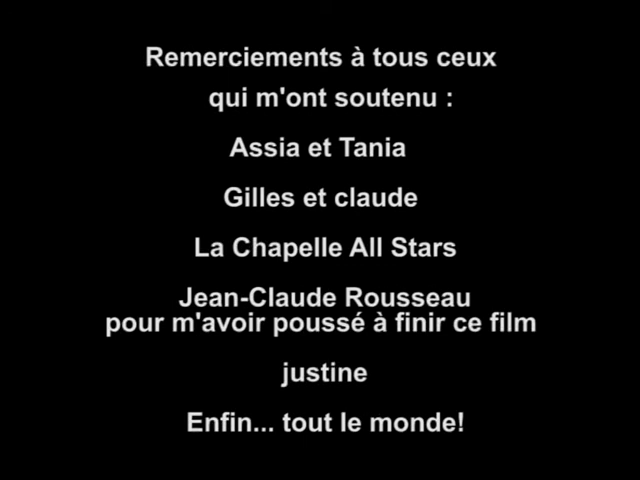 Remerciements à tous ceux
qui m'ont soutenu :
Assia et Tania
Gilles et claude
La Chapelle All Stars
Jean-Claude Rousseau
pour m'avoir poussé à finir ce film
justine
Enfin... tout le monde!